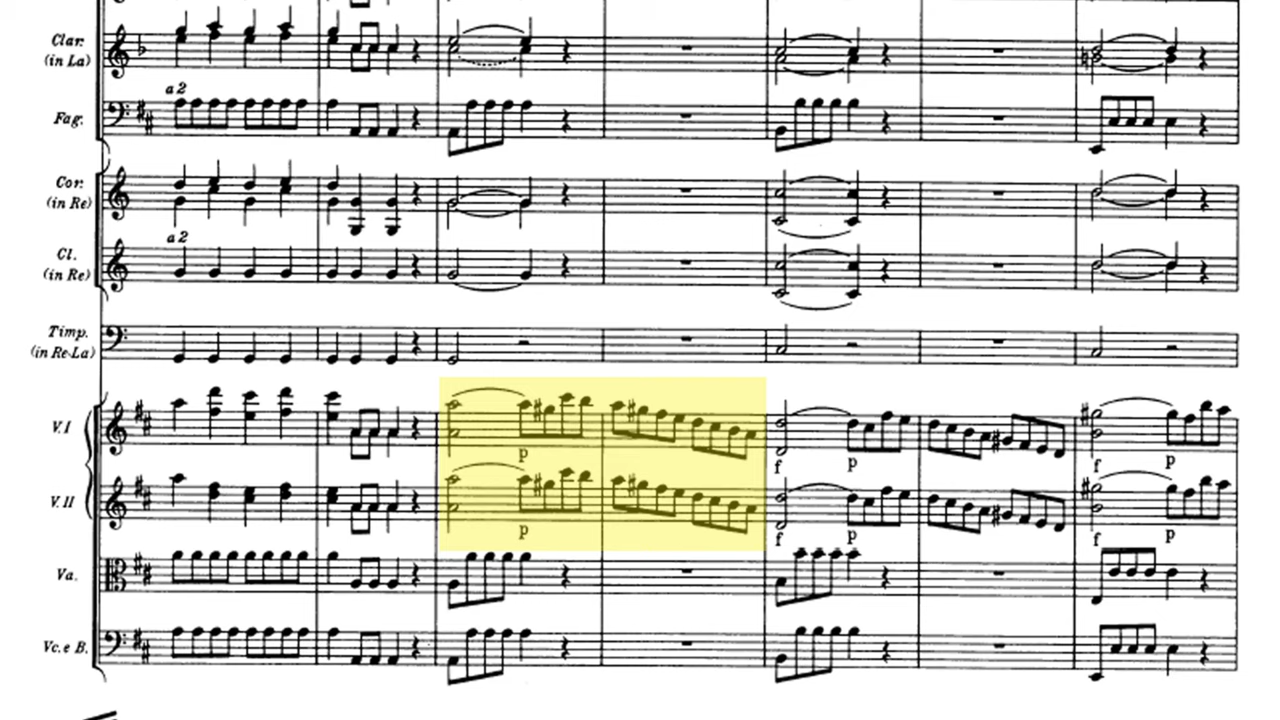 Clar.
(in La)
a 2
Fag.
Cor.
(in Re)
a 2
Cl.
(in Re)
Timp.
(in Re-La)
V. I
p f p f p
V. II
p f p f p
Va.
Vc. e B.